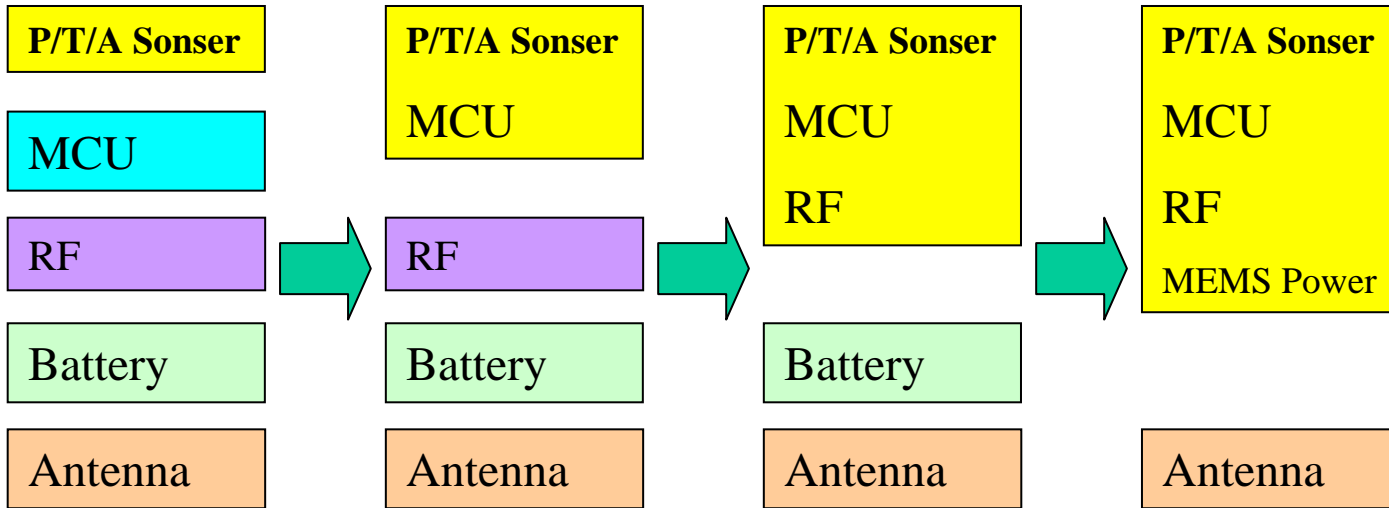 P/T/A Sonser
MCU
RF
Battery
Antenna
P/T/A Sonser
MCU
RF
Battery
Antenna
P/T/A Sonser
MCU
RF
Battery
Antenna
P/T/A Sonser
MCU
RF
MEMS Power
Antenna